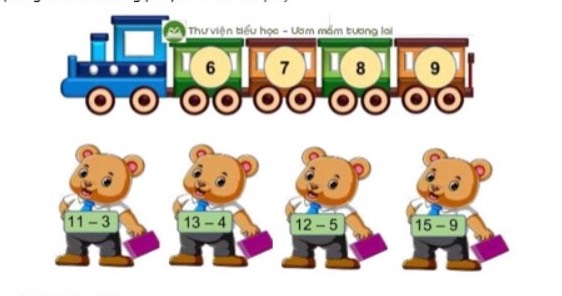 Thư viện tiểu học - Ươm mầm tương lai
6 7 8 9
11 – 3 13 – 4 12 – 5 15 – 9